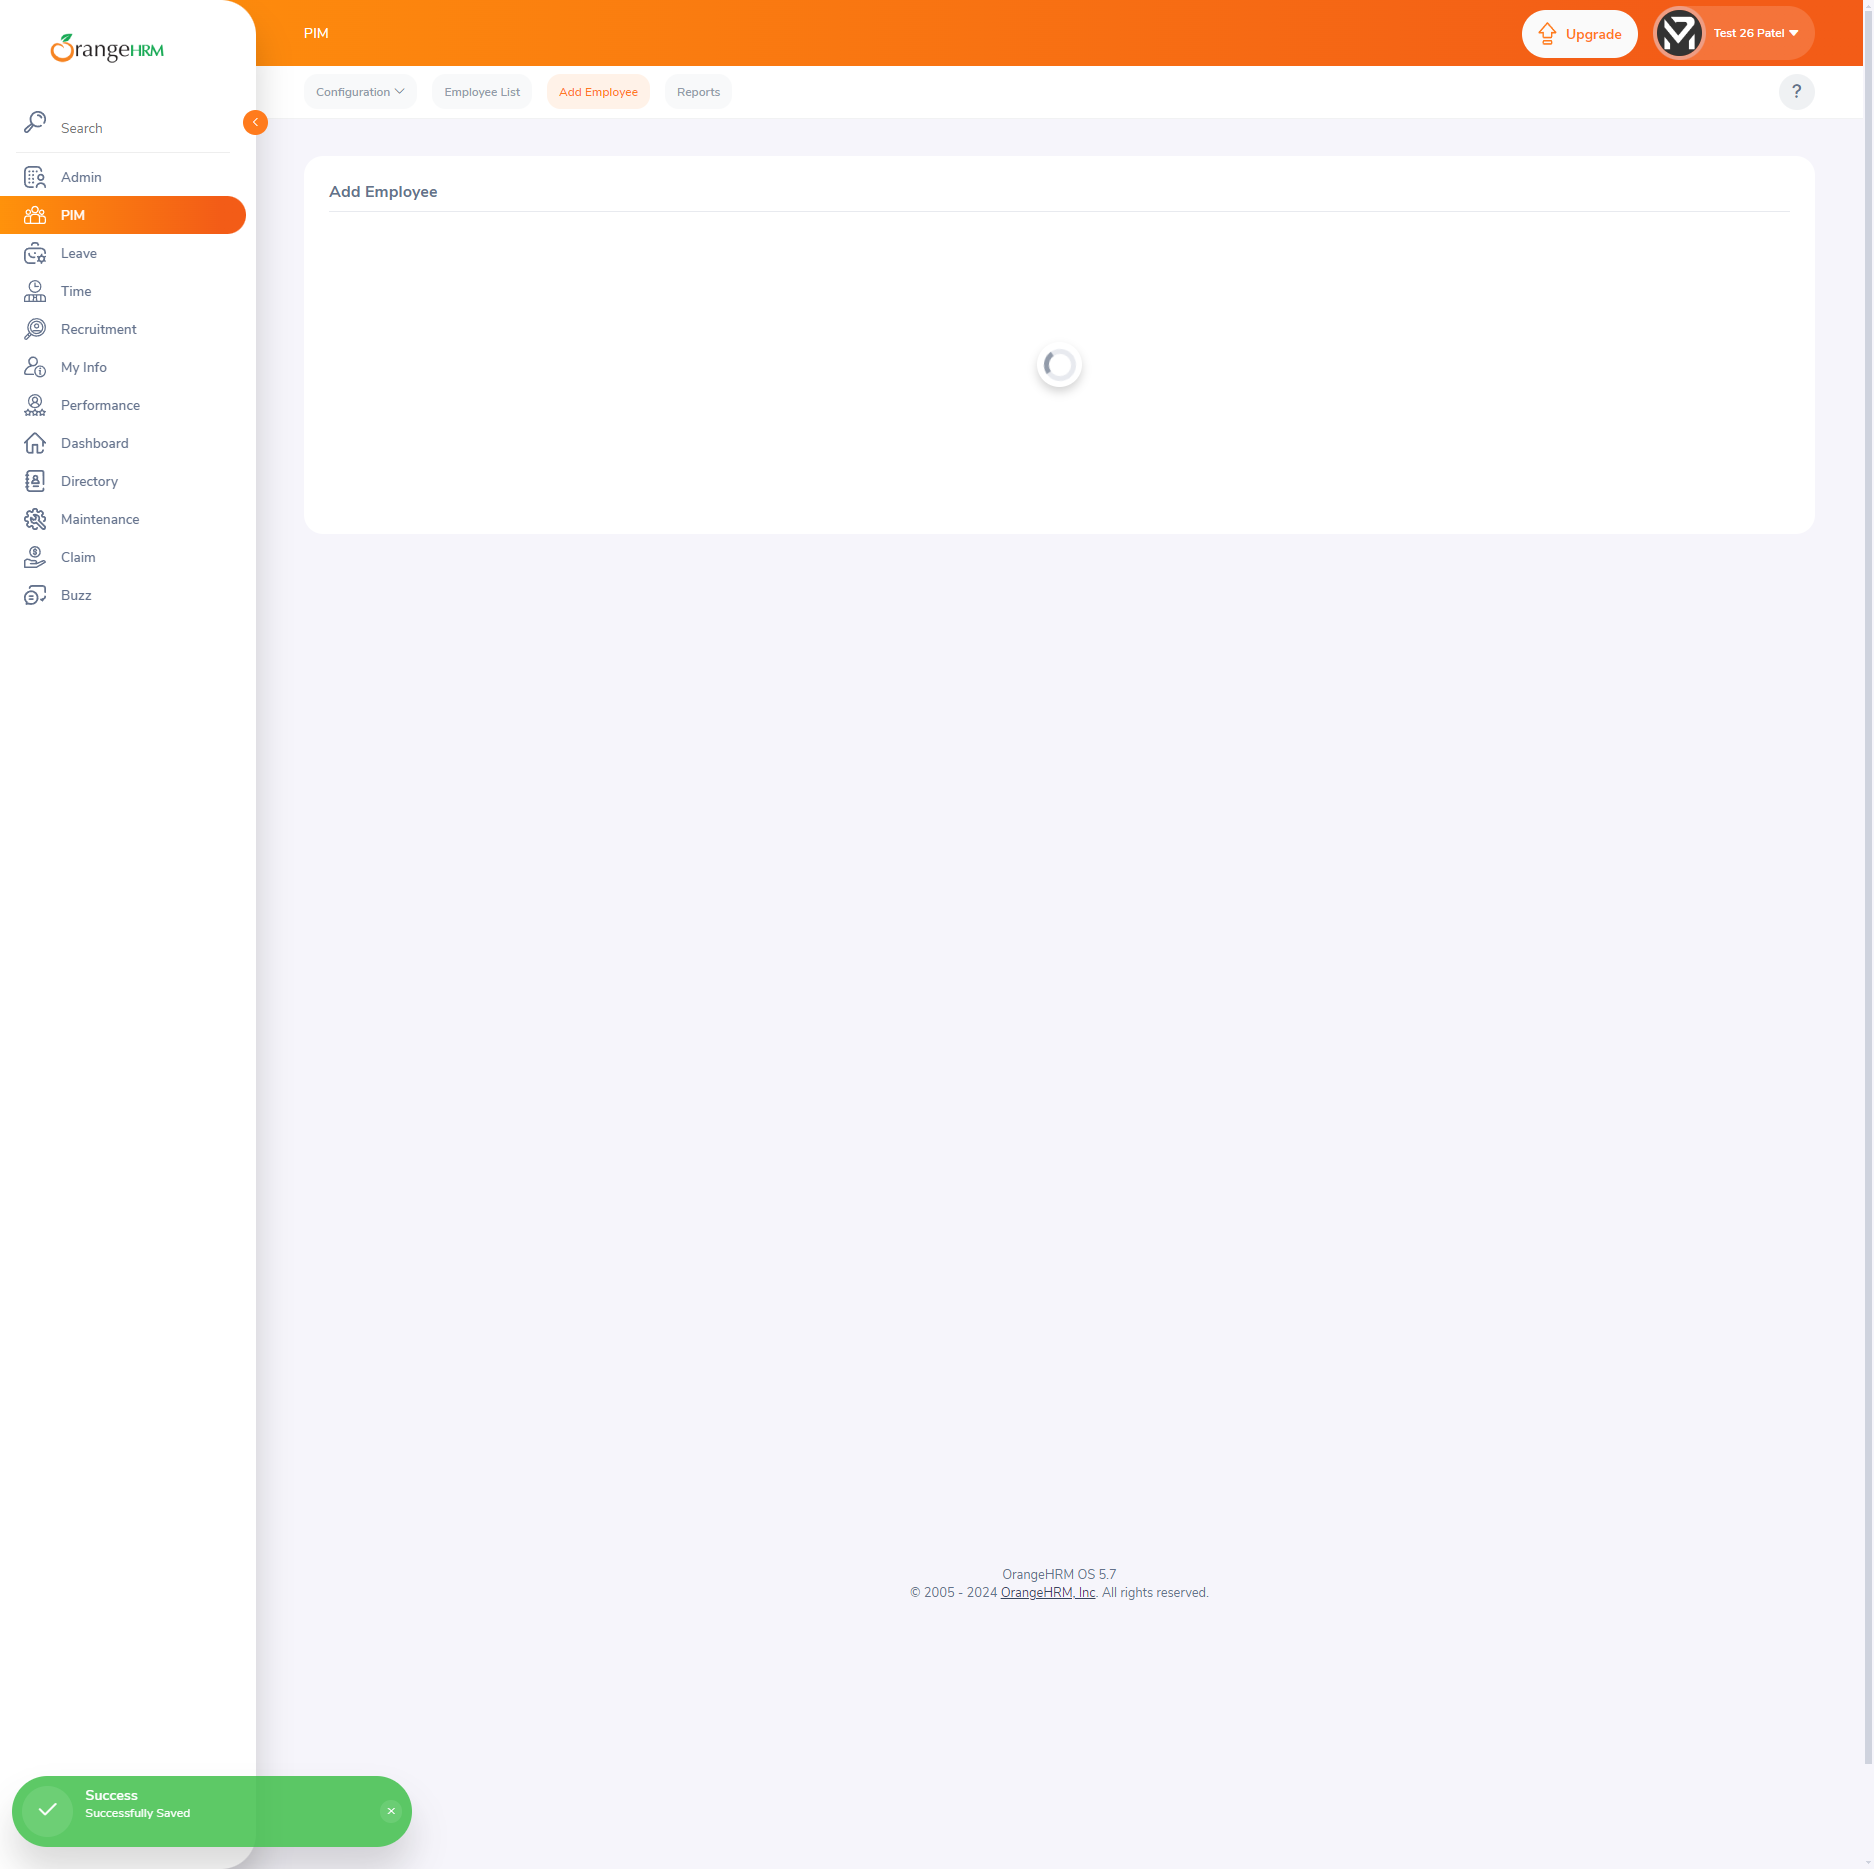 OrangeHRM
Search
Admin
PIM
Leave
Time
Recruitment
My Info
Performance
Dashboard
Directory
Maintenance
Claim
Buzz
PIM
Upgrade
Test 26 Patel
Configuration
Employee List
Add Employee
Reports
?
Add Employee
OrangeHRM OS 5.7
© 2005 - 2024 OrangeHRM, Inc. All rights reserved.
Success
Successfully Saved